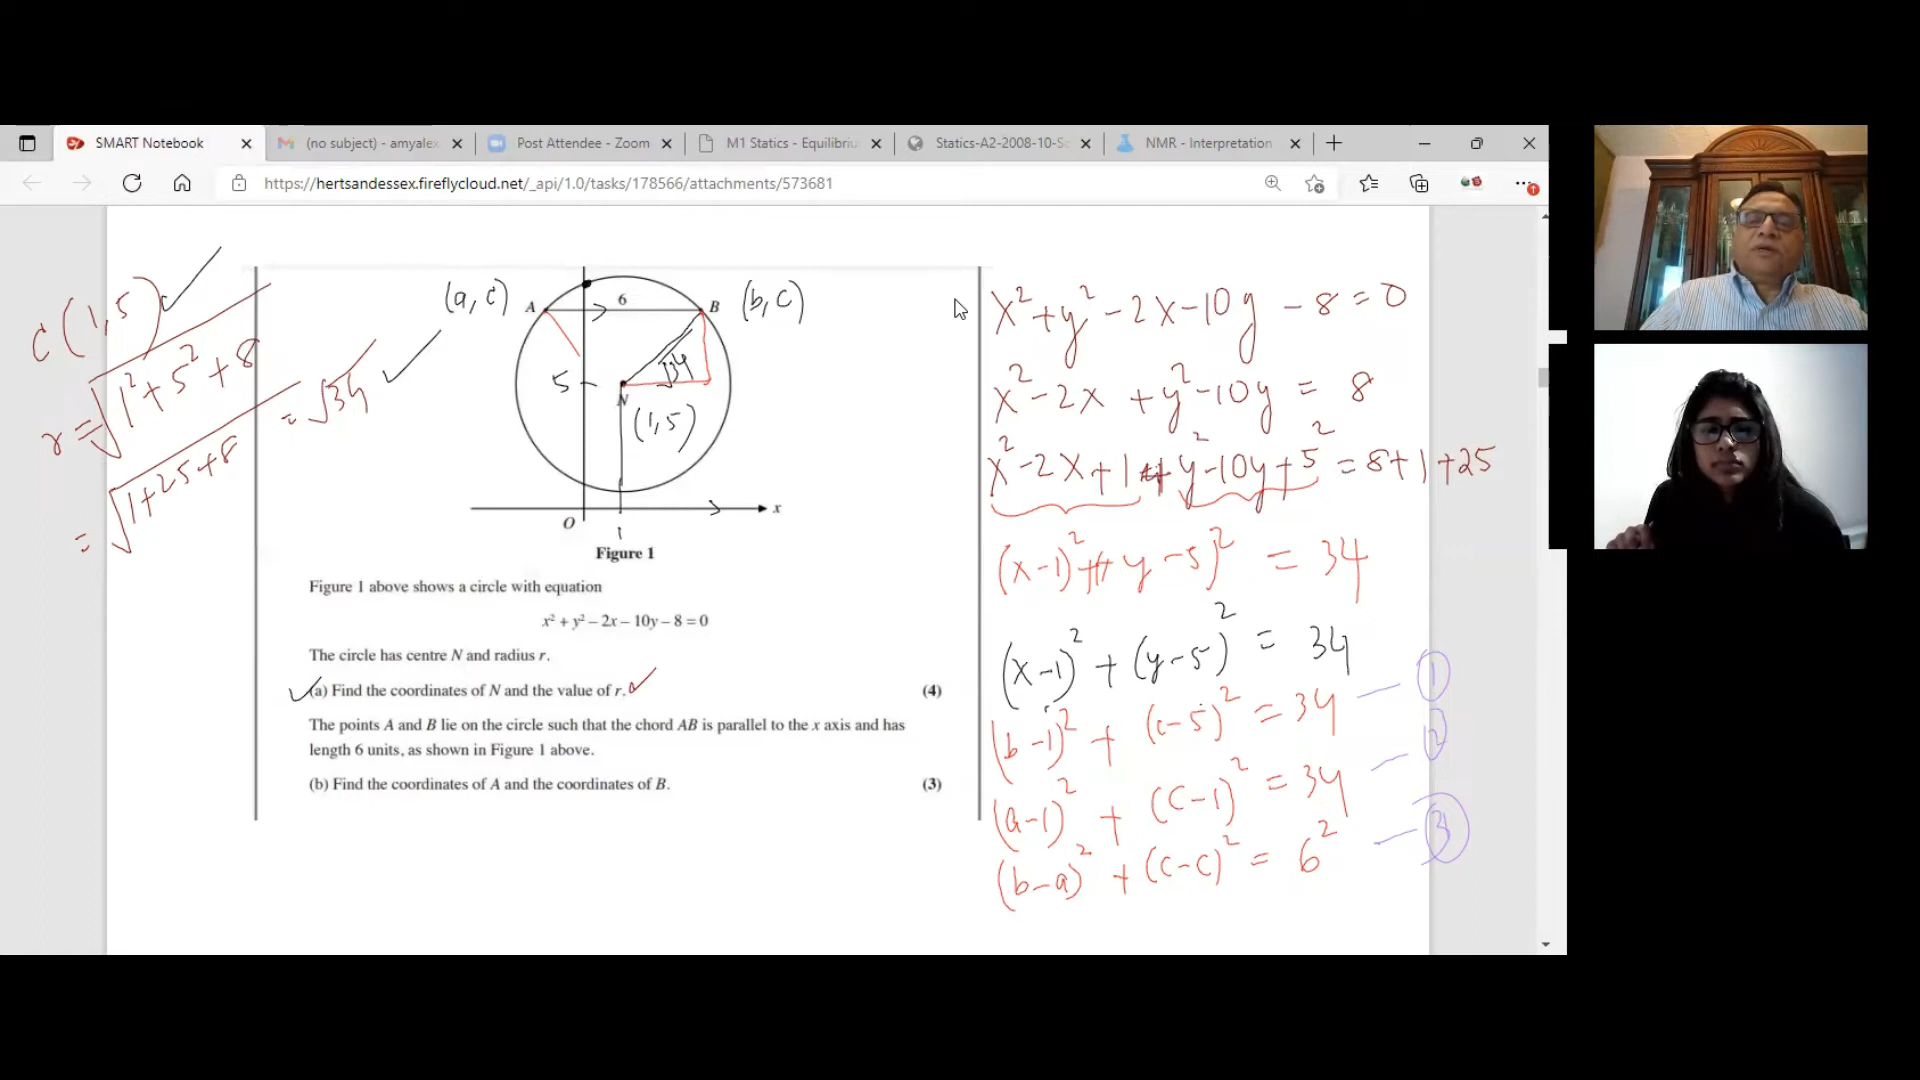 SMART Notebook
(no subject) - amyalex
Post Attendee - Zoom
M1 Statics - Equilibriu
Statics-A2-2008-10-So
NMR - Interpretation
https://hertsandessex.fireflycloud.net/_api/1.0/tasks/178566/attachments/573681
C(1,5)
r = √1²+5²+8
= √1+25+8
= √34
(a, c)
A
6
B
(b, c)
5
√34
N
(1,5)
O
x
1
Figure 1
Figure 1 above shows a circle with equation
x² + y² – 2x – 10y – 8 = 0
The circle has centre N and radius r.
(a) Find the coordinates of N and the value of r.
(4)
The points A and B lie on the circle such that the chord AB is parallel to the x axis and has
length 6 units, as shown in Figure 1 above.
(b) Find the coordinates of A and the coordinates of B.
(3)
x²+y²-2x-10y-8=0
x²-2x+y²-10y = 8
x²-2x+1+y²-10y+5² = 8+1+25
(x-1)²+(y-5)² = 34
(x-1)²+(y-5)² = 34
(b-1)² + (c-5)² = 34 — 1
(a-1)² + (c-1)² = 34 — 2
(b-a)² + (c-c)² = 6² — 3